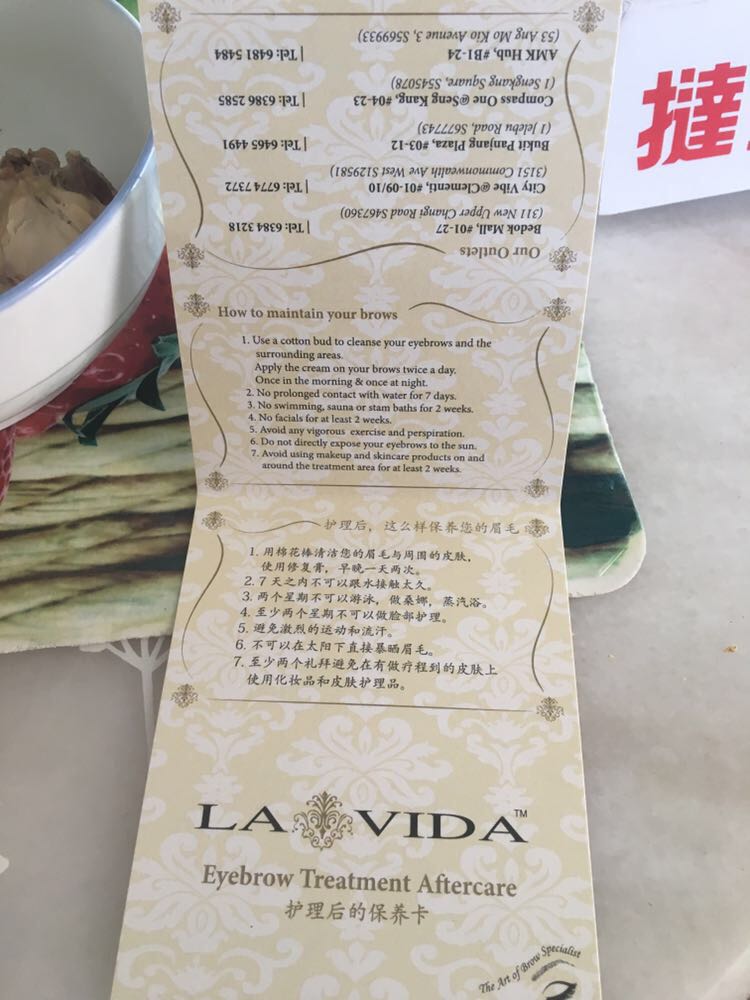 Our Outlets
Bedok Mall, #01-27 | Tel: 6384 3218
(311 New Upper Changi Road S467360)
City Vibe@Clementi, #01-09/10 | Tel: 6774 7372
(3151 Commonwealth Ave West S129581)
Bukit Panjang Plaza, #03-12 | Tel: 6465 4491
(1 Jelebu Road, S677743)
Compass One@Seng Kang, #04-23 | Tel: 6386 2585
(1 Sengkang Square, S545078)
AMK Hub, #B1-24 | Tel: 6481 5484
(53 Ang Mo Kio Avenue 3, S569933)
撻
How to maintain your brows
1. Use a cotton bud to cleanse your eyebrows and the
surrounding areas.
Apply the cream on your brows twice a day.
Once in the morning & once at night.
2. No prolonged contact with water for 7 days.
3. No swimming, sauna or stam baths for 2 weeks.
4. No facials for at least 2 weeks.
5. Avoid any vigorous exercise and perspiration.
6. Do not directly expose your eyebrows to the sun.
7. Avoid using makeup and skincare products on and
around the treatment area for at least 2 weeks.
护理后，这么样保养您的眉毛
1. 用棉花棒清洁您的眉毛与周围的皮肤，
使用修复膏，早晚一天两次。
2. 7 天之内不可以跟水接触太久。
3. 两个星期不可以游泳，做桑娜，蒸汽浴。
4. 至少两个星期不可以做脸部护理。
5. 避免激烈的运动和流汗。
6. 不可以在太阳下直接暴晒眉毛。
7. 至少两个礼拜避免在有做疗程到的皮肤上
使用化妆品和皮肤护理品。
LA VIDA™
Eyebrow Treatment Aftercare
护理后的保养卡
The Art of Brow Specialist